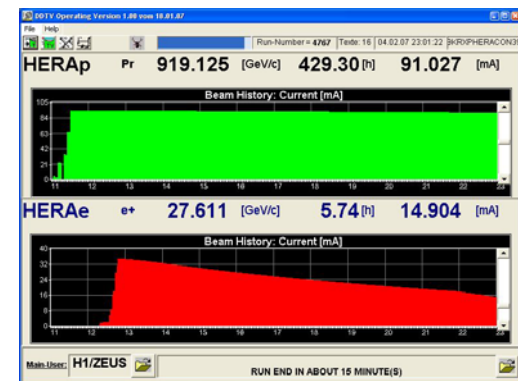 DDTV Operating Version 1.80 vom 18.01.07
File Help
Run-Number = 4767 Texte: 16 04.02.07 23:01:22
HERAp Pr 919.125 [GeV/c] 429.30 [h] 91.027 [mA]
Beam History: Current [mA]
105
84
63
42
21
0
11 12 13 14 15 16 17 18 19 20 21 22 23
HERAe e+ 27.611 [GeV/c] 5.74 [h] 14.904 [mA]
Beam History: Current [mA]
40
32
24
16
8
0
11 12 13 14 15 16 17 18 19 20 21 22 23
Main-User: H1/ZEUS RUN END IN ABOUT 15 MINUTE(S)